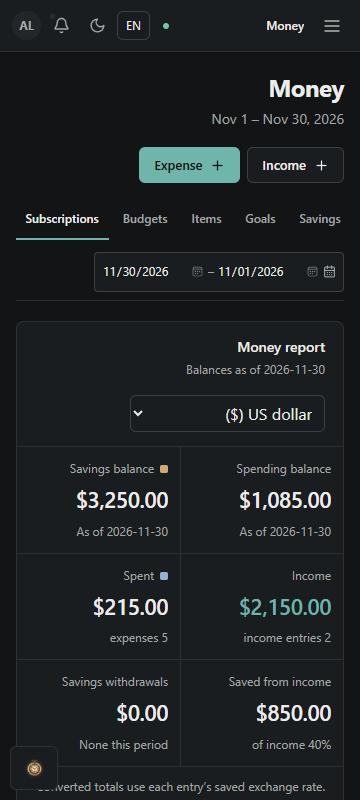 AL EN Money
Money
Nov 1 – Nov 30, 2026
Expense + Income +
Subscriptions Budgets Items Goals Savings
11/30/2026 – 11/01/2026
Money report
Balances as of 2026-11-30
($) US dollar
Savings balance Spending balance
$3,250.00 $1,085.00
As of 2026-11-30 As of 2026-11-30
Spent Income
$215.00 $2,150.00
expenses 5 income entries 2
Savings withdrawals Saved from income
$0.00 $850.00
None this period of income 40%
totals use each entry's saved exchange rate.